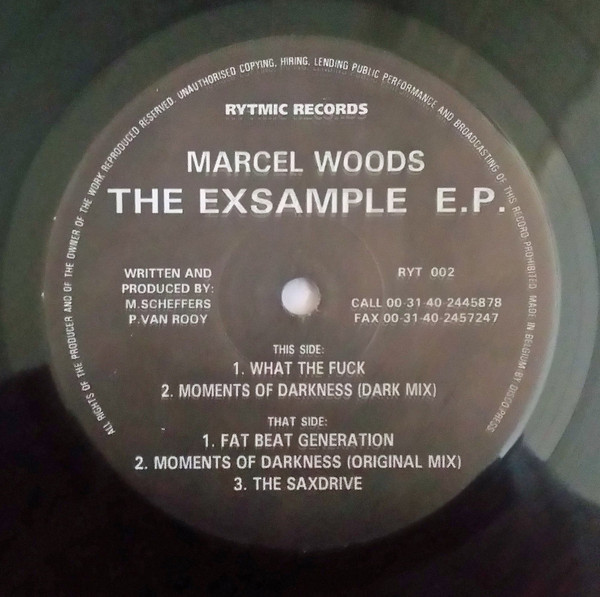 ALL RIGHTS OF THE PRODUCER AND OF THE OWNER OF THE WORK REPRODUCED RESERVED. UNAUTHORISED COPYING, HIRING, LENDING PUBLIC PERFORMANCE AND BROADCASTING OF THIS RECORD PROHIBITED MADE IN BELGIUM BY DISCO-PRESS
RYTMIC RECORDS
MARCEL WOODS
THE EXSAMPLE E.P.
WRITTEN AND
PRODUCED BY:
M.SCHEFFERS
P.VAN ROOY
RYT 002
CALL 00-31-40-2445878
FAX 00-31-40-2457247
THIS SIDE:
1. WHAT THE FUCK
2. MOMENTS OF DARKNESS (DARK MIX)
THAT SIDE:
1. FAT BEAT GENERATION
2. MOMENTS OF DARKNESS (ORIGINAL MIX)
3. THE SAXDRIVE